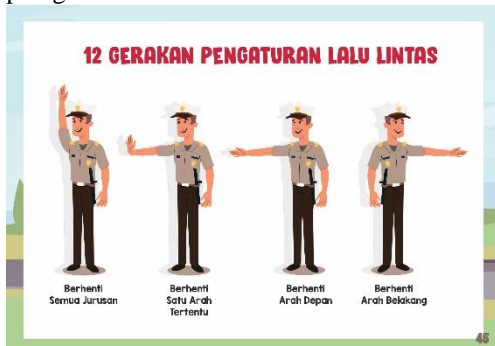 12 GERAKAN PENGATURAN LALU LINTAS
Berhenti
Semua Jurusan
Berhenti
Satu Arah
Tertentu
Berhenti
Arah Depan
Berhenti
Arah Belakang
45